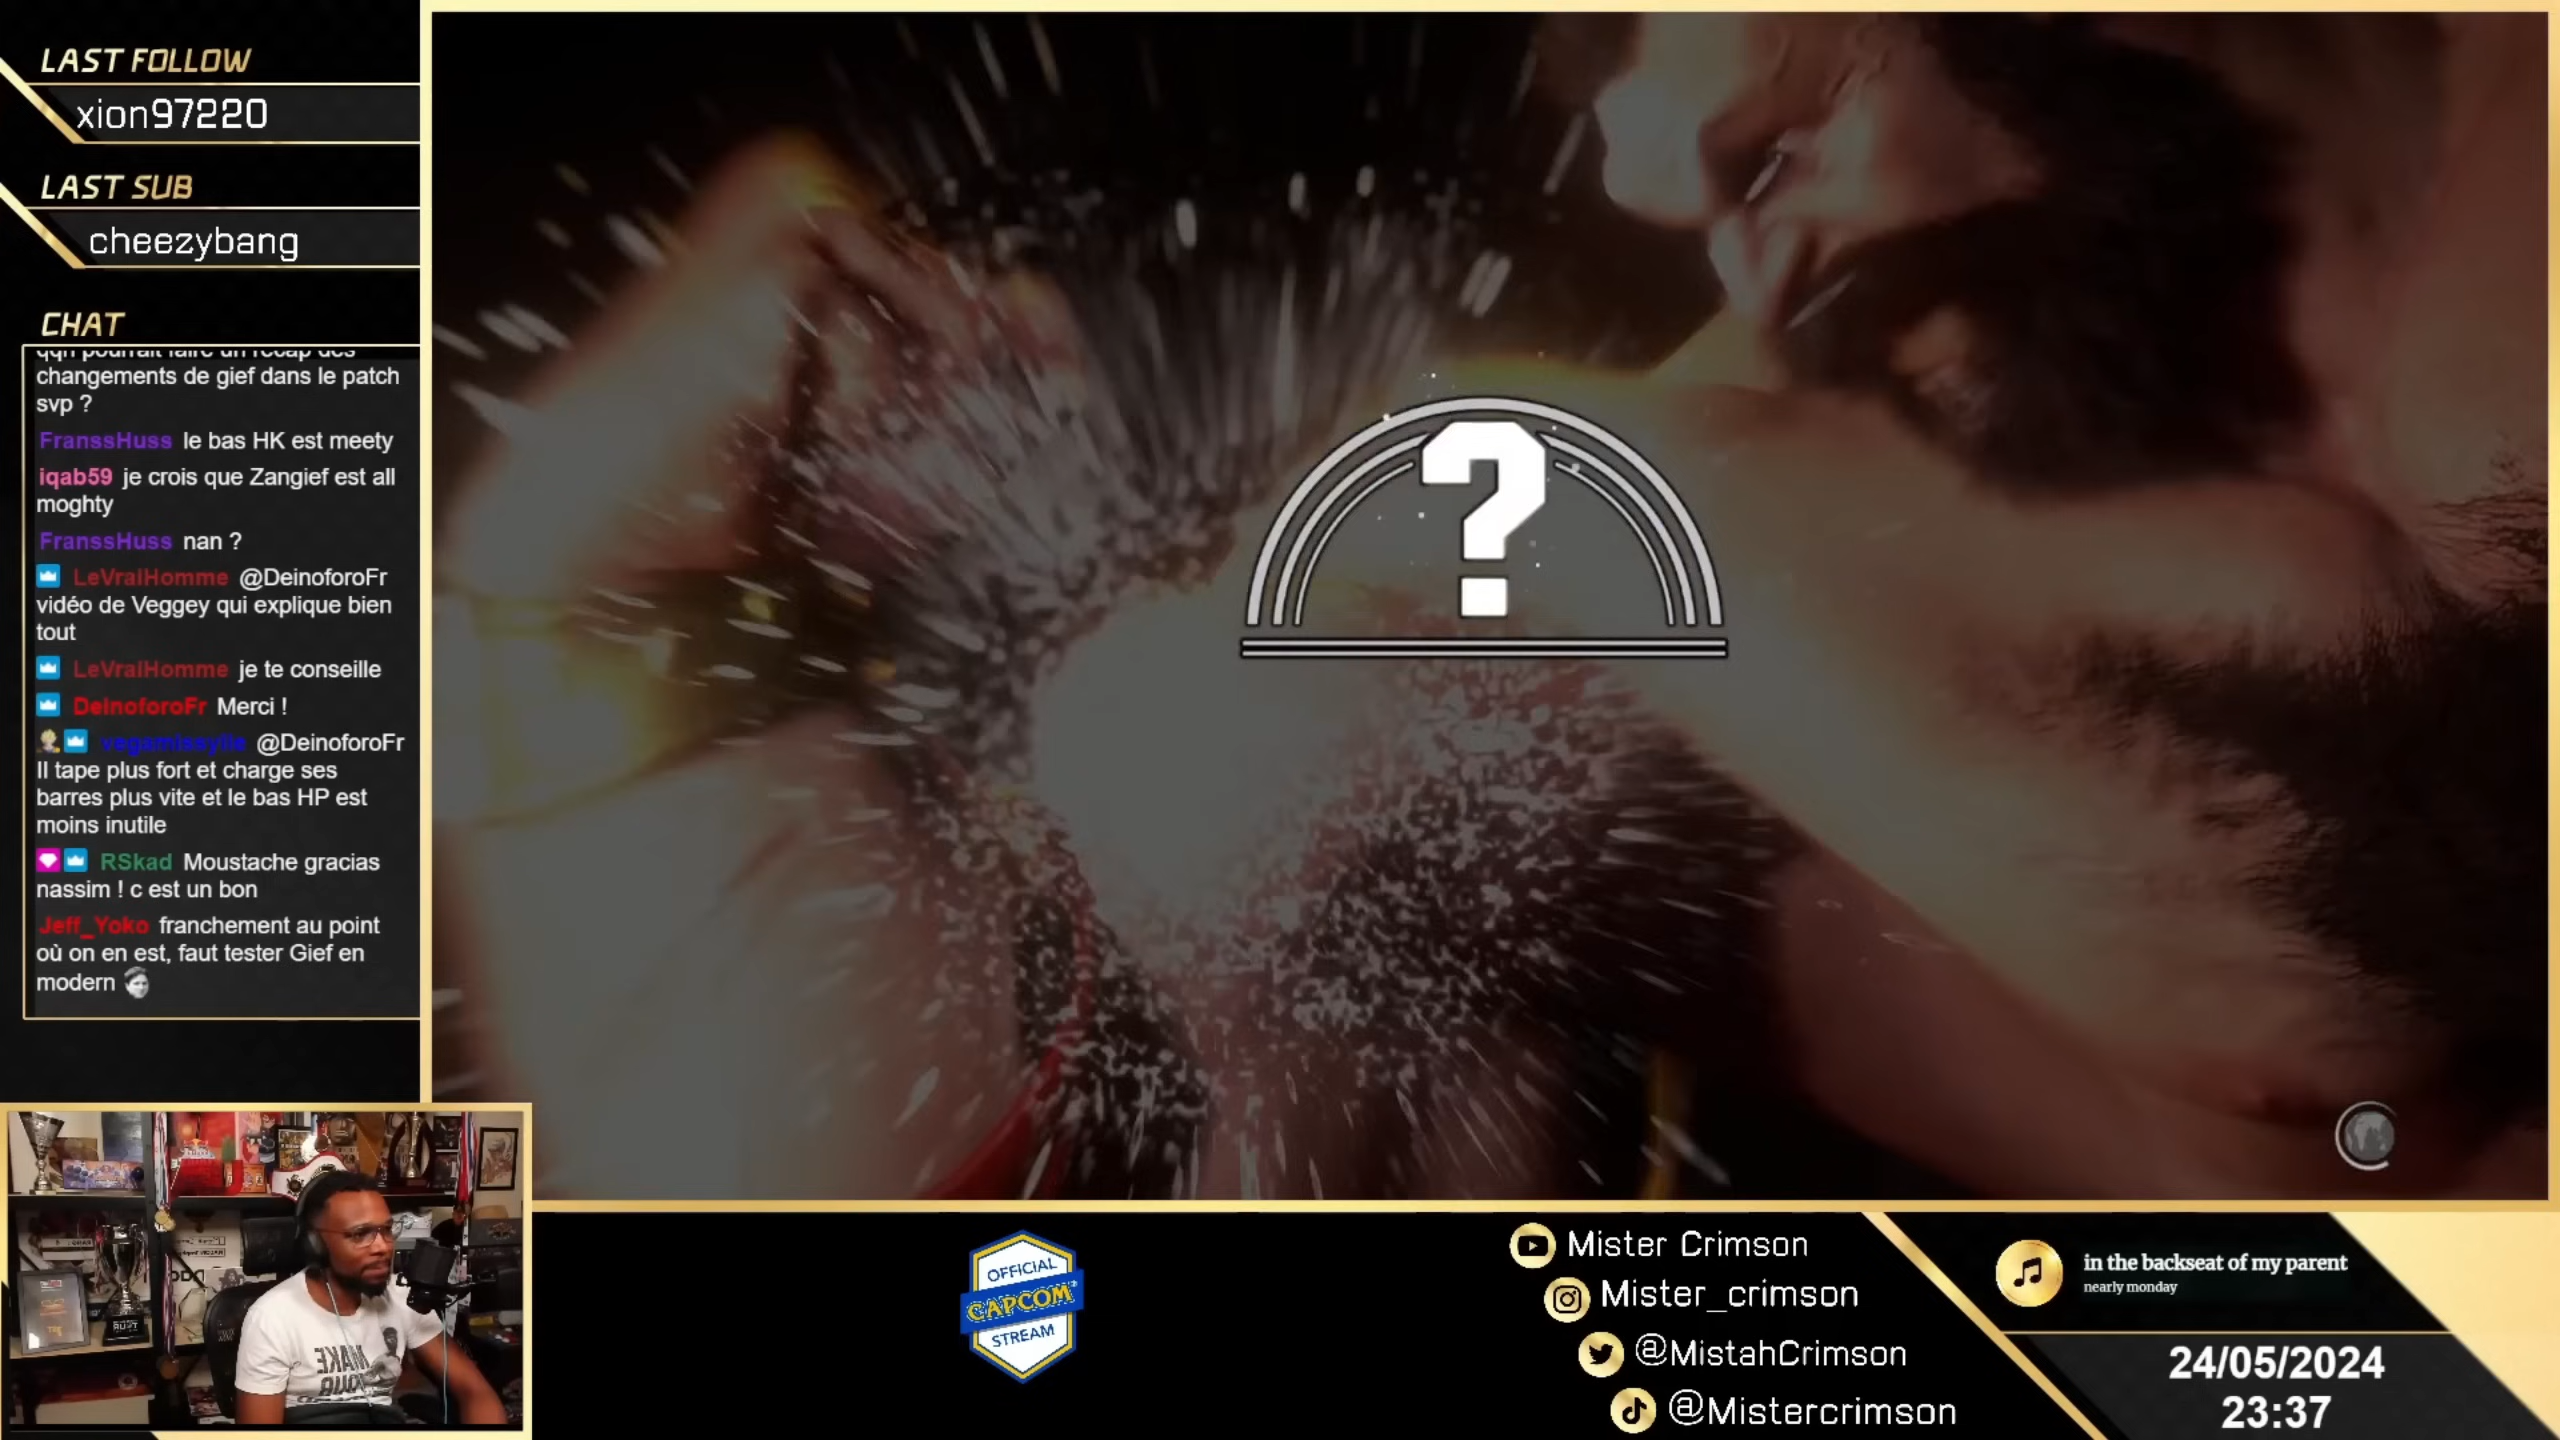 LAST FOLLOW
xion97220
LAST SUB
cheezybang
CHAT
changements de gief dans le patch
svp ?
FranssHuss le bas HK est meety
iqab59 je crois que Zangief est all
moghty
FranssHuss nan ?
LeVraiHomme @DeinoforoFr
vidéo de Veggey qui explique bien
tout
LeVraiHomme je te conseille
DeinoforoFr Merci !
vegamissylie @DeinoforoFr
Il tape plus fort et charge ses
barres plus vite et le bas HP est
moins inutile
RSkad Moustache gracias
nassim ! c est un bon
Jeff_Yoko franchement au point
où on en est, faut tester Gief en
modern
?
OFFICIAL
CAPCOM
STREAM
Mister Crimson
Mister_crimson
@MistahCrimson
@Mistercrimson
in the backseat of my parent
nearly monday
24/05/2024
23:37